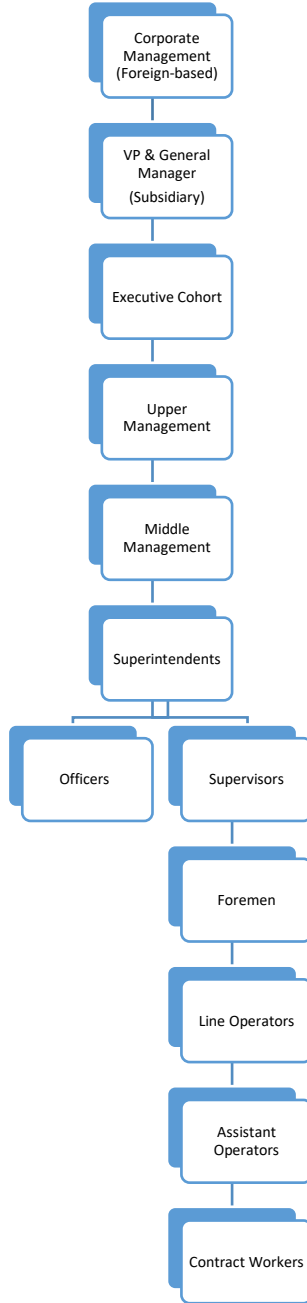 Corporate
Management
(Foreign-based)
VP & General
Manager
(Subsidiary)
Executive Cohort
Upper
Management
Middle
Management
Superintendents
Officers
Supervisors
Foremen
Line Operators
Assistant
Operators
Contract Workers